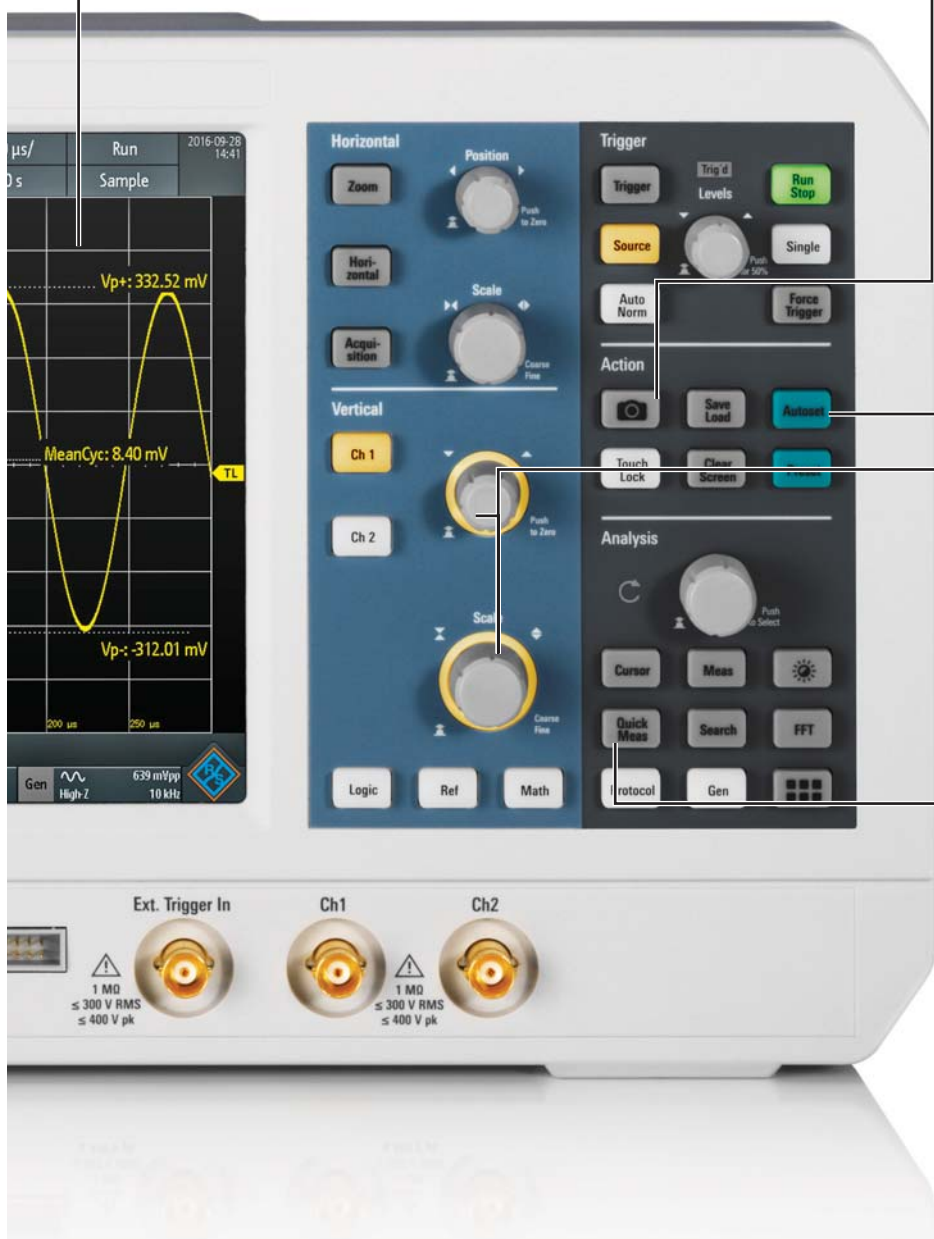 µs/
Run
2016-09-28
14:41
0 s
Sample
Vp+: 332.52 mV
MeanCyc: 8.40 mV
TL
Vp-: -312.01 mV
200 µs
250 µs
Gen
High-Z
639 mVpp
10 kHz
R S
Horizontal
Zoom
Position
Push
to Zero
Hori-
zontal
Scale
Acqui-
sition
Coarse
Fine
Vertical
Ch 1
Push
to Zero
Ch 2
Scale
Coarse
Fine
Logic
Ref
Math
Trigger
Trigger
Trig'd
Levels
Run
Stop
Source
Push
for 50%
Single
Auto
Norm
Force
Trigger
Action
Save
Load
Autoset
Touch
Lock
Clear
Screen
Preset
Analysis
Push
to Select
Cursor
Meas
Quick
Meas
Search
FFT
Protocol
Gen
Ext. Trigger In
Ch1
Ch2
1 MΩ
≤ 300 V RMS
≤ 400 V pk
1 MΩ
≤ 300 V RMS
≤ 400 V pk